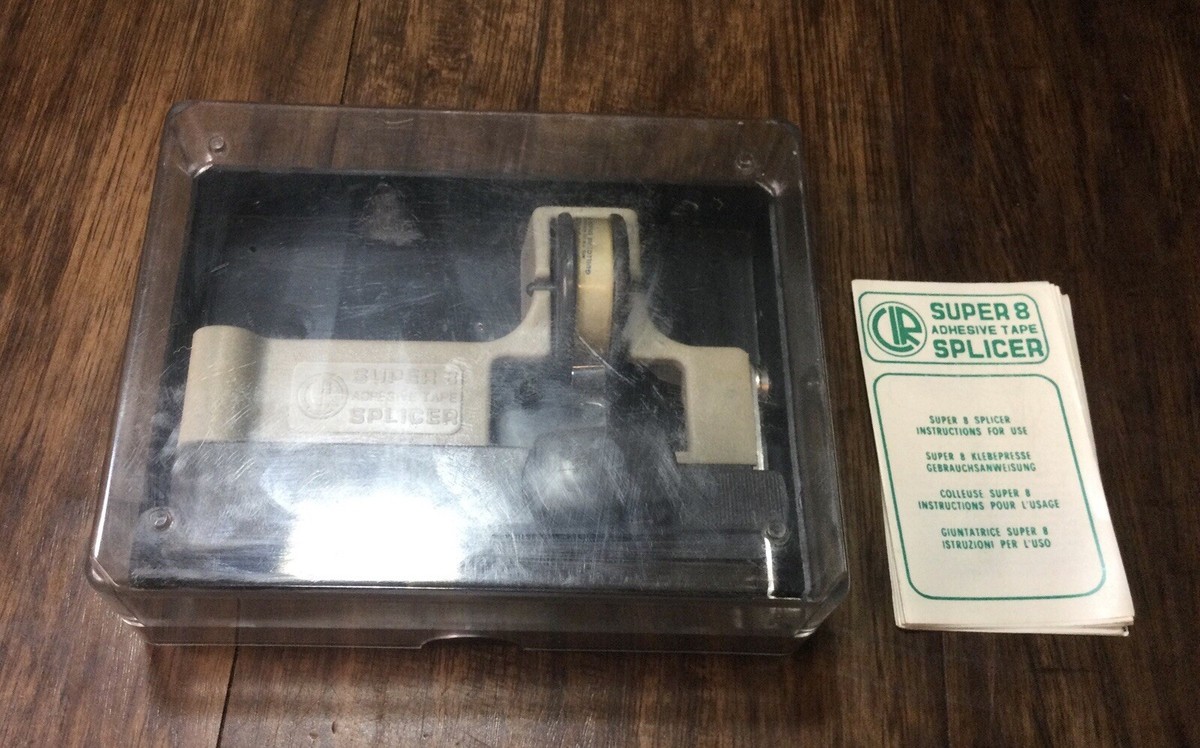 SUPER 8
ADHESIVE TAPE
SPLICER
CIR
SUPER 8
ADHESIVE TAPE
SPLICER
SUPER 8 SPLICER
INSTRUCTIONS FOR USE
SUPER 8 KLEBEPRESSE
GEBRAUCHSANWEISUNG
COLLEUSE SUPER 8
INSTRUCTIONS POUR L'USAGE
GIUNTATRICE SUPER 8
ISTRUZIONI PER L'USO